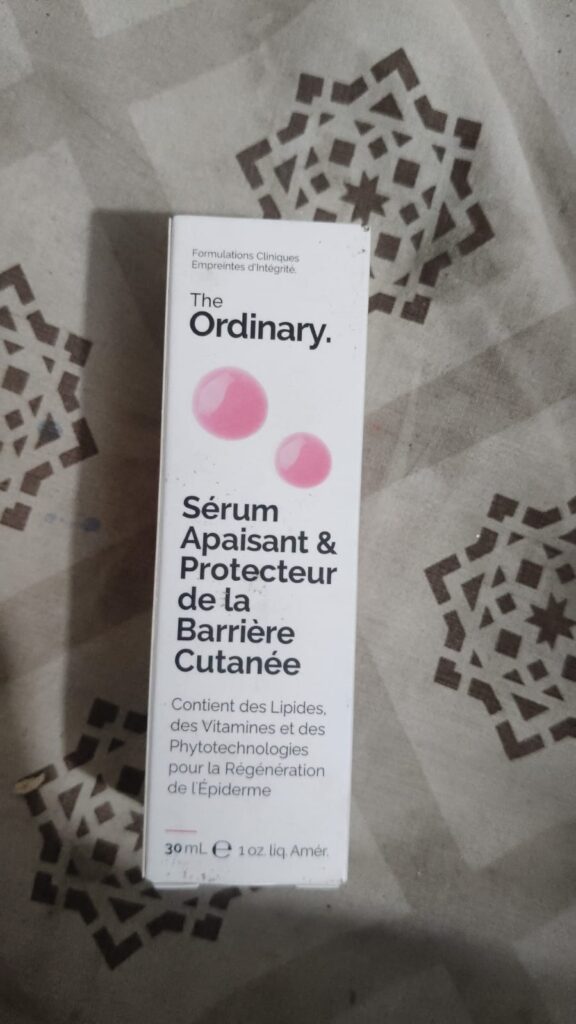 Formulations Cliniques
Empreintes d'Intégrité.
The
Ordinary.
Sérum
Apaisant &
Protecteur
de la
Barrière
Cutanée
Contient des Lipides,
des Vitamines et des
Phytotechnologies
pour la Régénération
de l'Épiderme
30 mL ℮ 1 oz. liq. Amér.